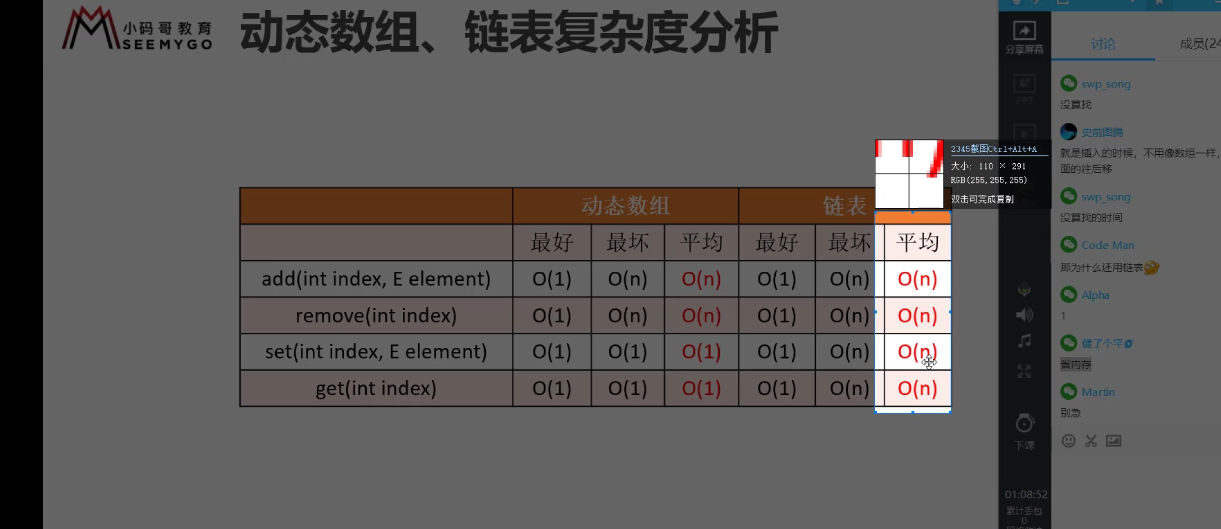 小码哥教育
SEEMYGO
动态数组、链表复杂度分析
动态数组 链表
最好 最坏 平均 最好 最坏 平均
add(int index, E element) O(1) O(n) O(n) O(1) O(n) O(n)
remove(int index) O(1) O(n) O(n) O(1) O(n) O(n)
set(int index, E element) O(1) O(1) O(1) O(1) O(n) O(n)
get(int index) O(1) O(1) O(1) O(1) O(n) O(n)
2345截图Ctrl+Alt+A
大小: 110 × 291
RGB(255,255,255)
双击可完成复制
分享屏幕
PPT
下课
01:08:52
累计丢包
0
讨论 成员(24
swp_song
没算找
史前图腾
就是插入的时候，不用像数组一样，
面的往后移
swp_song
没算找的时间
Code Man
那为什么还用链表
Alpha
1
健了个平
省内存
Martin
别急